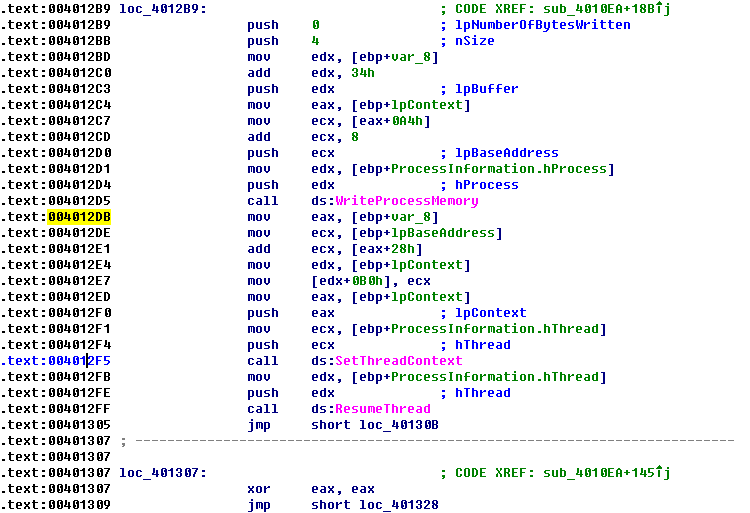 .text:004012B9 loc_4012B9: ; CODE XREF: sub_4010EA+18B↑j
.text:004012B9 push 0 ; lpNumberOfBytesWritten
.text:004012BB push 4 ; nSize
.text:004012BD mov edx, [ebp+var_8]
.text:004012C0 add edx, 34h
.text:004012C3 push edx ; lpBuffer
.text:004012C4 mov eax, [ebp+lpContext]
.text:004012C7 mov ecx, [eax+0A4h]
.text:004012CD add ecx, 8
.text:004012D0 push ecx ; lpBaseAddress
.text:004012D1 mov edx, [ebp+ProcessInformation.hProcess]
.text:004012D4 push edx ; hProcess
.text:004012D5 call ds:WriteProcessMemory
.text:004012DB mov eax, [ebp+var_8]
.text:004012DE mov ecx, [ebp+lpBaseAddress]
.text:004012E1 add ecx, [eax+28h]
.text:004012E4 mov edx, [ebp+lpContext]
.text:004012E7 mov [edx+0B0h], ecx
.text:004012ED mov eax, [ebp+lpContext]
.text:004012F0 push eax ; lpContext
.text:004012F1 mov ecx, [ebp+ProcessInformation.hThread]
.text:004012F4 push ecx ; hThread
.text:004012F5 call ds:SetThreadContext
.text:004012FB mov edx, [ebp+ProcessInformation.hThread]
.text:004012FE push edx ; hThread
.text:004012FF call ds:ResumeThread
.text:00401305 jmp short loc_40130B
.text:00401307 ; ---------------------------------------------------------------------------
.text:00401307
.text:00401307 loc_401307: ; CODE XREF: sub_4010EA+145↑j
.text:00401307 xor eax, eax
.text:00401309 jmp short loc_401328